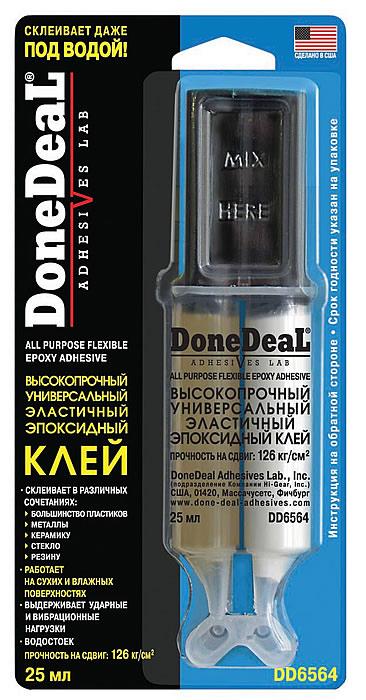 СКЛЕИВАЕТ ДАЖЕ
ПОД ВОДОЙ!
СДЕЛАНО В США
DoneDeaL®
ADHESIVES LAB
ALL PURPOSE FLEXIBLE
EPOXY ADHESIVE
ВЫСОКОПРОЧНЫЙ
УНИВЕРСАЛЬНЫЙ
ЭЛАСТИЧНЫЙ
ЭПОКСИДНЫЙ
КЛЕЙ
• СКЛЕИВАЕТ В РАЗЛИЧНЫХ
СОЧЕТАНИЯХ:
БОЛЬШИНСТВО ПЛАСТИКОВ
МЕТАЛЛЫ
КЕРАМИКУ
СТЕКЛО
РЕЗИНУ
• РАБОТАЕТ
НА СУХИХ И ВЛАЖНЫХ
ПОВЕРХНОСТЯХ
• ВЫДЕРЖИВАЕТ УДАРНЫЕ
И ВИБРАЦИОННЫЕ
НАГРУЗКИ
• ВОДОСТОЕК
ПРОЧНОСТЬ НА СДВИГ: 126 КГ/СМ²
25 МЛ
MIX
HERE
DoneDeaL®
ADHESIVES LAB
ALL PURPOSE FLEXIBLE EPOXY ADHESIVE
ВЫСОКОПРОЧНЫЙ
УНИВЕРСАЛЬНЫЙ
ЭЛАСТИЧНЫЙ
ЭПОКСИДНЫЙ КЛЕЙ
ПРОЧНОСТЬ НА СДВИГ: 126 КГ/СМ²
DoneDeal Adhesives Lab., Inc.
(подразделение Компании Hi-Gear, Inc.)
США, 01420, Массачусетс, Фичбург
www.done-deal-adhesives.com
25 МЛ DD6564
Инструкция на обратной стороне • Срок годности указан на упаковке
DD6564